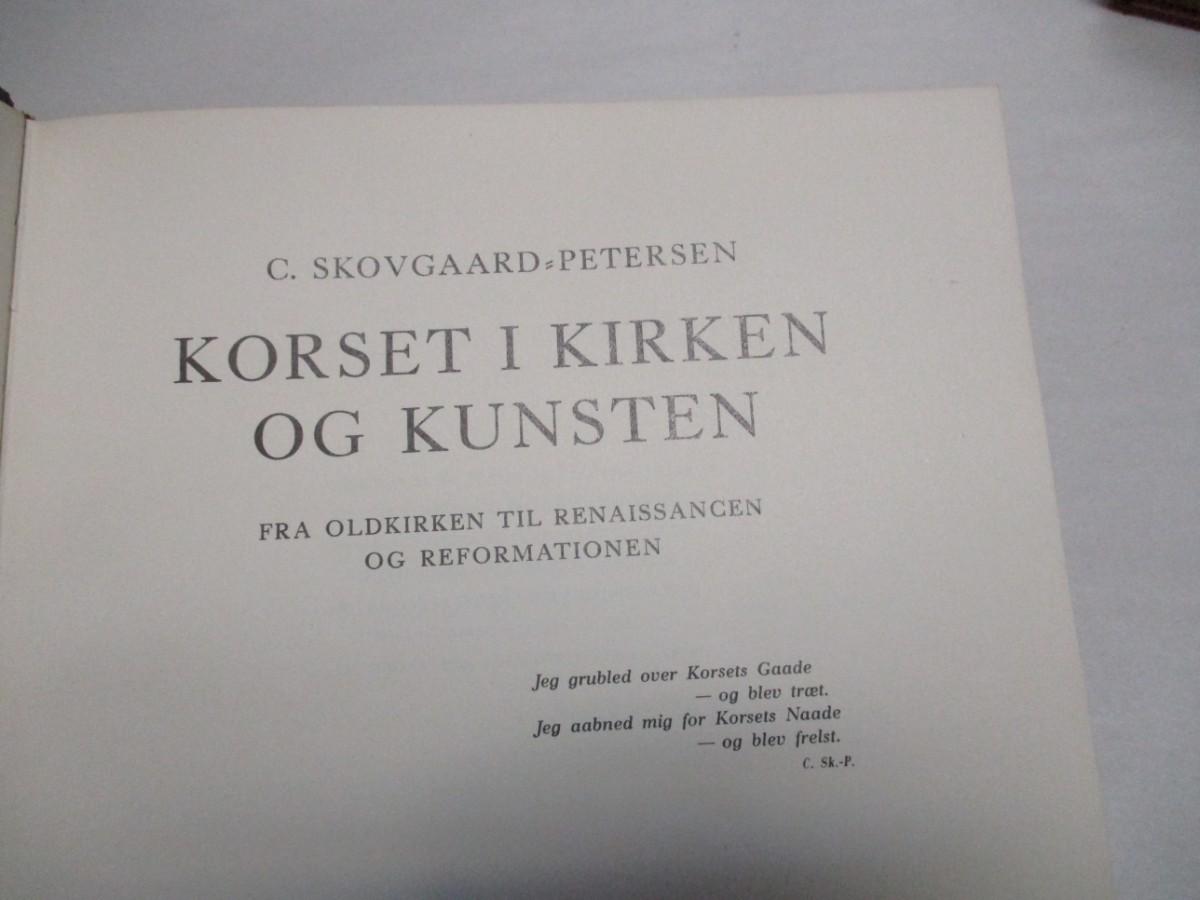 C. SKOVGAARD-PETERSEN
KORSET I KIRKEN
OG KUNSTEN
FRA OLDKIRKEN TIL RENAISSANCEN
OG REFORMATIONEN
Jeg grubled over Korsets Gaade
— og blev træt.
Jeg aabned mig for Korsets Naade
— og blev frelst.
C. Sk.-P.